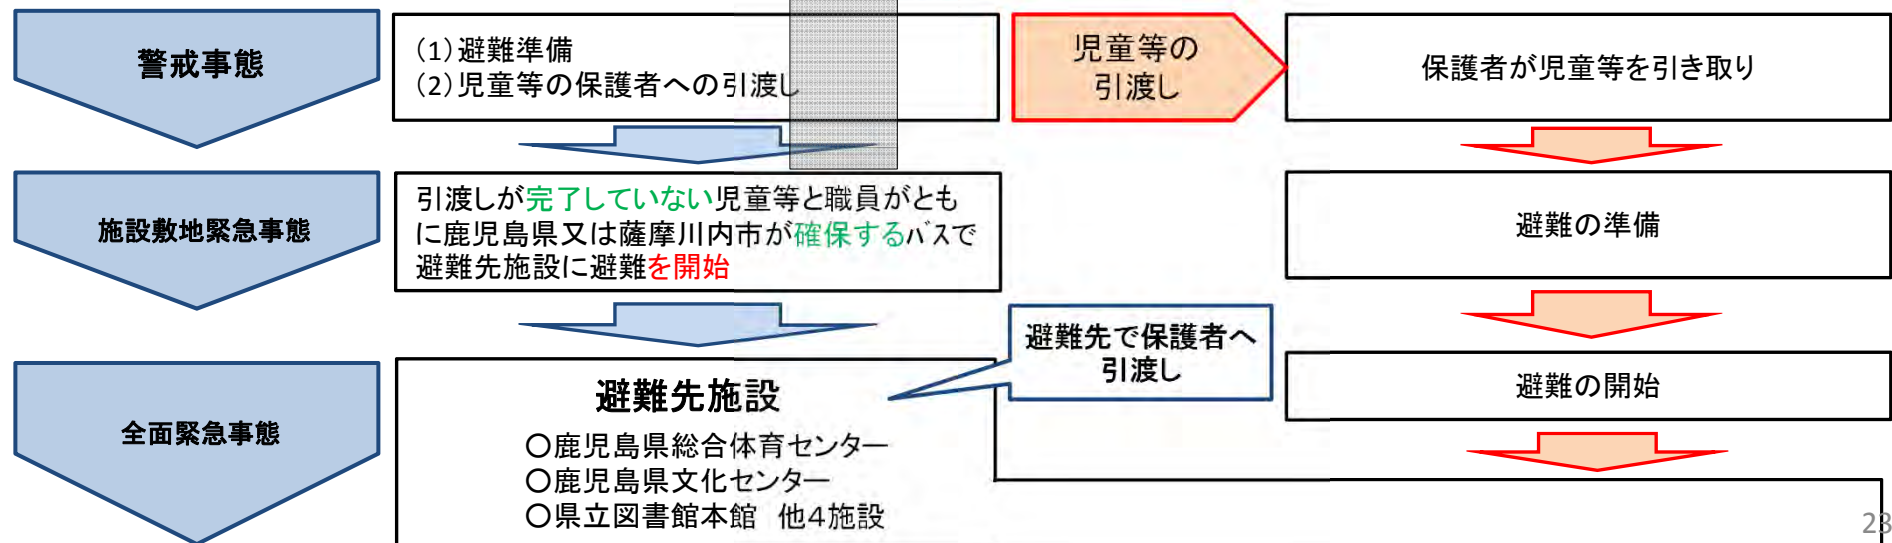 警戒事態
(1)避難準備
(2)児童等の保護者への引渡し
児童等の
引渡し
保護者が児童等を引き取り
施設敷地緊急事態
引渡しが完了していない児童等と職員がとも
に鹿児島県又は薩摩川内市が確保するバスで
避難先施設に避難を開始
避難の準備
避難先で保護者へ
引渡し
全面緊急事態
避難先施設
○鹿児島県総合体育センター
○鹿児島県文化センター
○県立図書館本館 他4施設
避難の開始
23